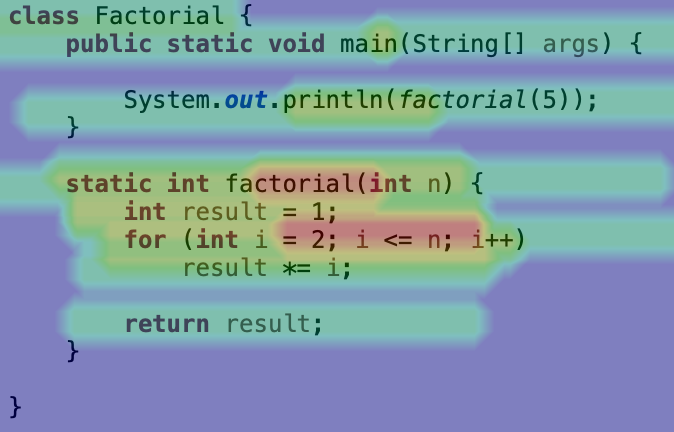 class Factorial {
    public static void main(String[] args) {
        System.out.println(factorial(5));
    }
    static int factorial(int n) {
        int result = 1;
        for (int i = 2; i <= n; i++)
            result *= i;
        return result;
    }
}